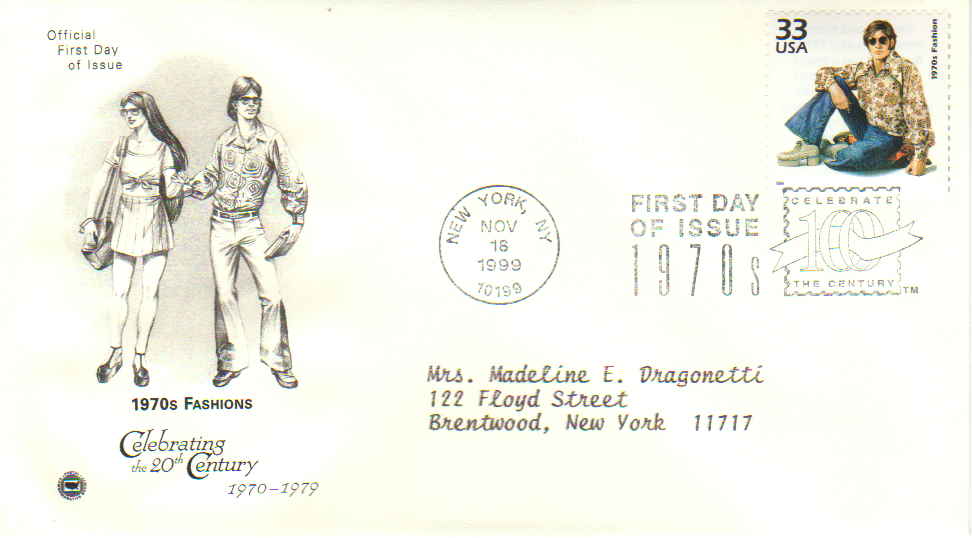 Official
First Day
of Issue
33
USA
1970s Fashion
NEW YORK, NY
NOV
18
1999
10199
FIRST DAY
OF ISSUE
1970s
CELEBRATE
100
THE CENTURY
TM
Mrs. Madeline E. Dragonetti
122 Floyd Street
Brentwood, New York 11717
1970s Fashions
Celebrating
the 20th Century
1970-1979